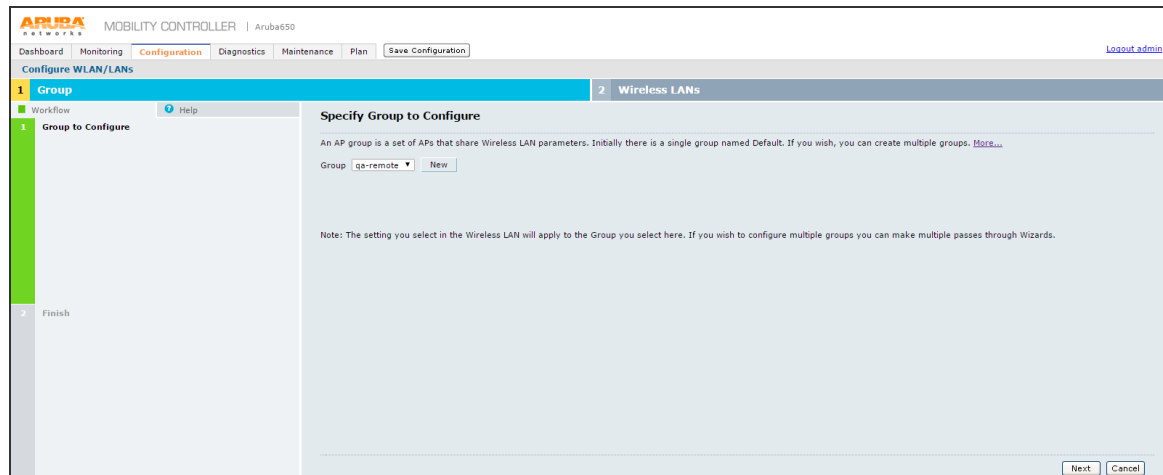 ARUBA
networks
MOBILITY CONTROLLER | Aruba650
Dashboard Monitoring Configuration Diagnostics Maintenance Plan Save Configuration
Logout admin
Configure WLAN/LANs
1 Group
2 Wireless LANs
Workflow
Help
1 Group to Configure
2 Finish
Specify Group to Configure
An AP group is a set of APs that share Wireless LAN parameters. Initially there is a single group named Default. If you wish, you can create multiple groups. More...
Group qa-remote New
Note: The setting you select in the Wireless LAN will apply to the Group you select here. If you wish to configure multiple groups you can make multiple passes through Wizards.
Next Cancel